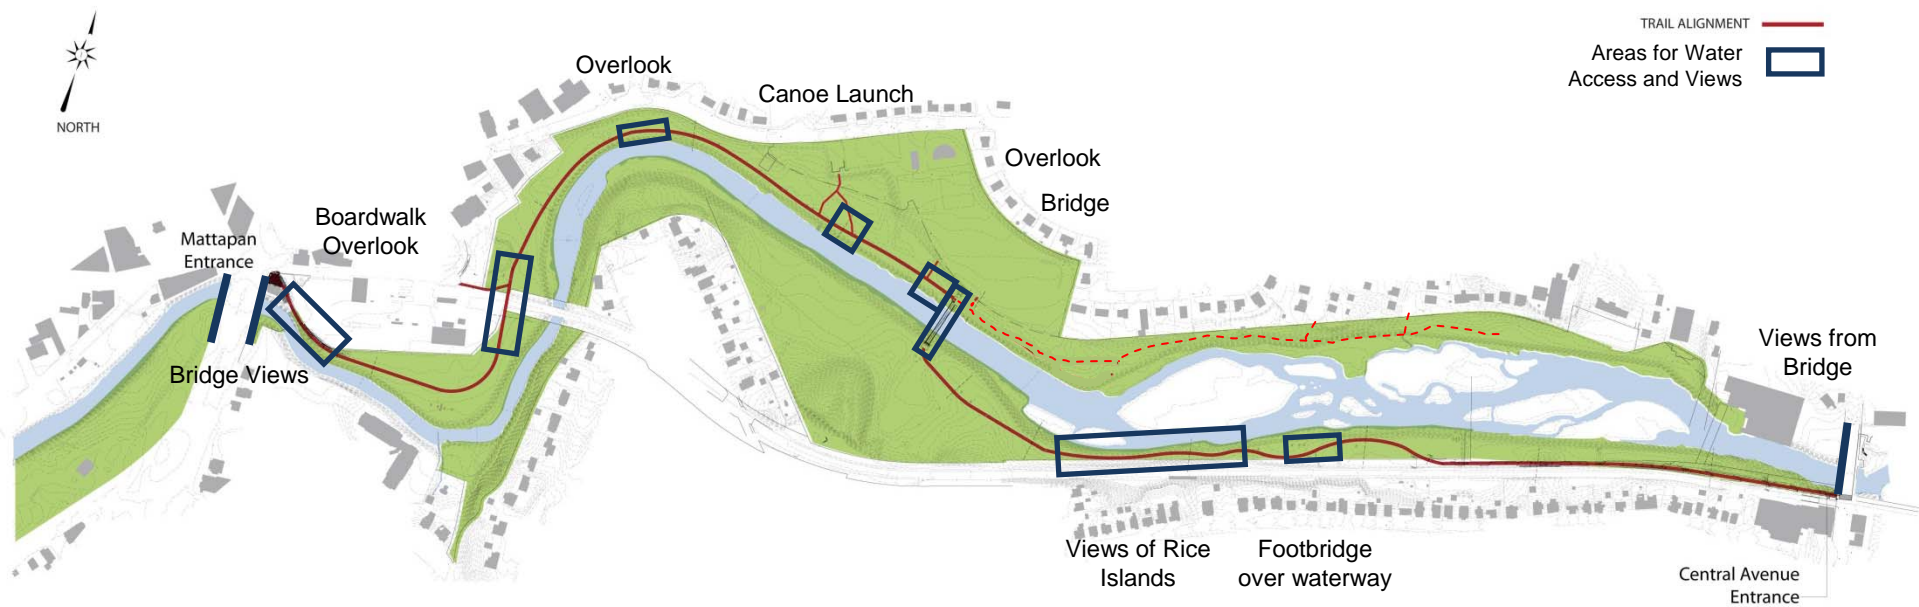 TRAIL ALIGNMENT
Areas for Water
Access and Views
NORTH
Overlook
Canoe Launch
Overlook
Bridge
Boardwalk
Overlook
Mattapan
Entrance
Bridge Views
Views from
Bridge
Views of Rice
Islands
Footbridge
over waterway
Central Avenue
Entrance